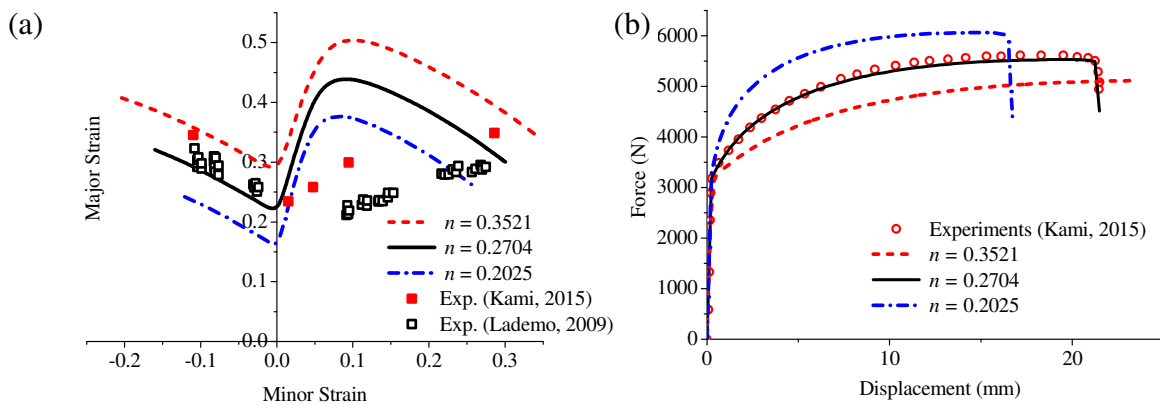 (a)
0.5
0.4
0.3
0.2
0.1
0.0
Major Strain
n = 0.3521
n = 0.2704
n = 0.2025
Exp. (Kami, 2015)
Exp. (Lademo, 2009)
-0.2 -0.1 0.0 0.1 0.2 0.3
Minor Strain
(b)
6000
5000
4000
3000
2000
1000
0
Force (N)
Experiments (Kami, 2015)
n = 0.3521
n = 0.2704
n = 0.2025
0 10 20
Displacement (mm)